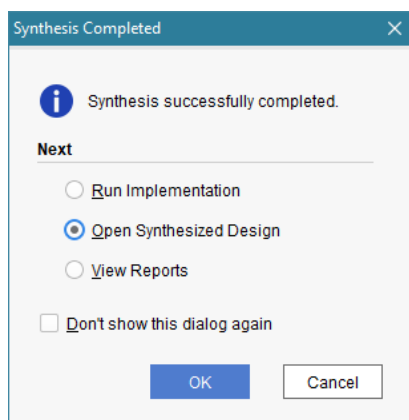 Synthesis Completed
Synthesis successfully completed.
Next
Run Implementation
Open Synthesized Design
View Reports
Don't show this dialog again
OK
Cancel